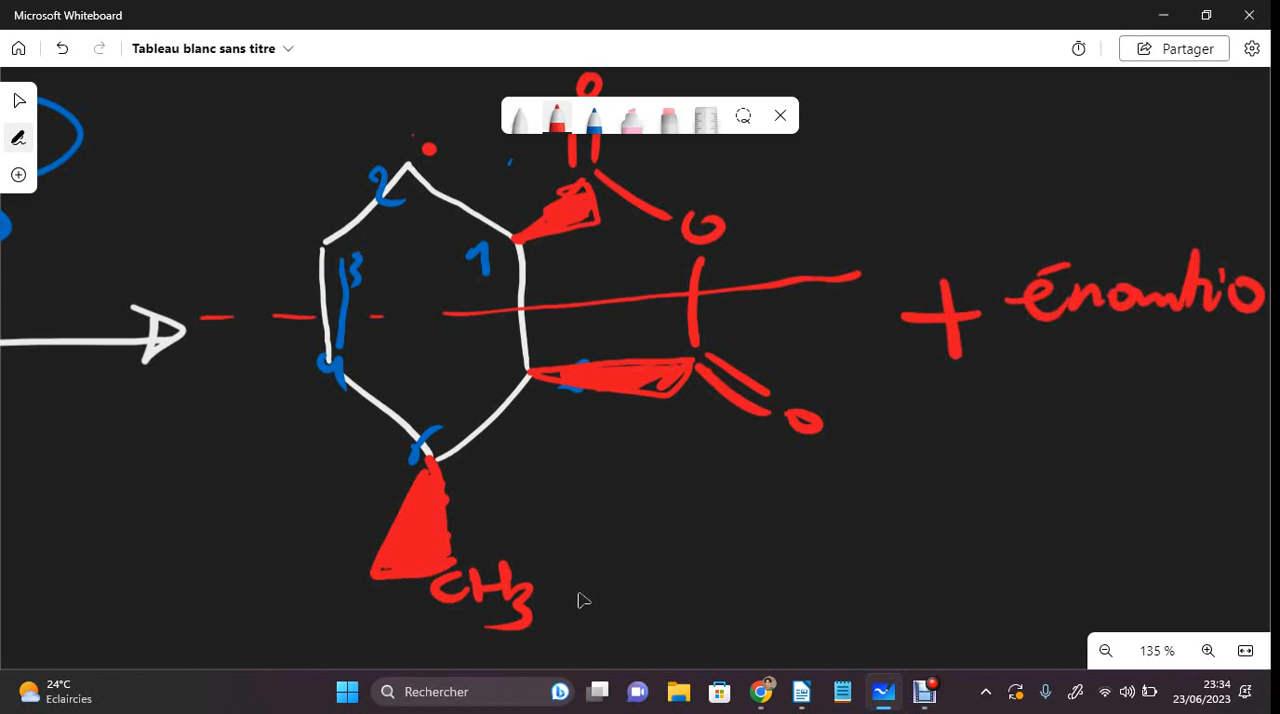 Microsoft Whiteboard
Tableau blanc sans titre
Partager
O
2
3
1
O
+ énantio
4
O
CH3
135 %
24°C
Eclaircies
Rechercher
23:34
23/06/2023